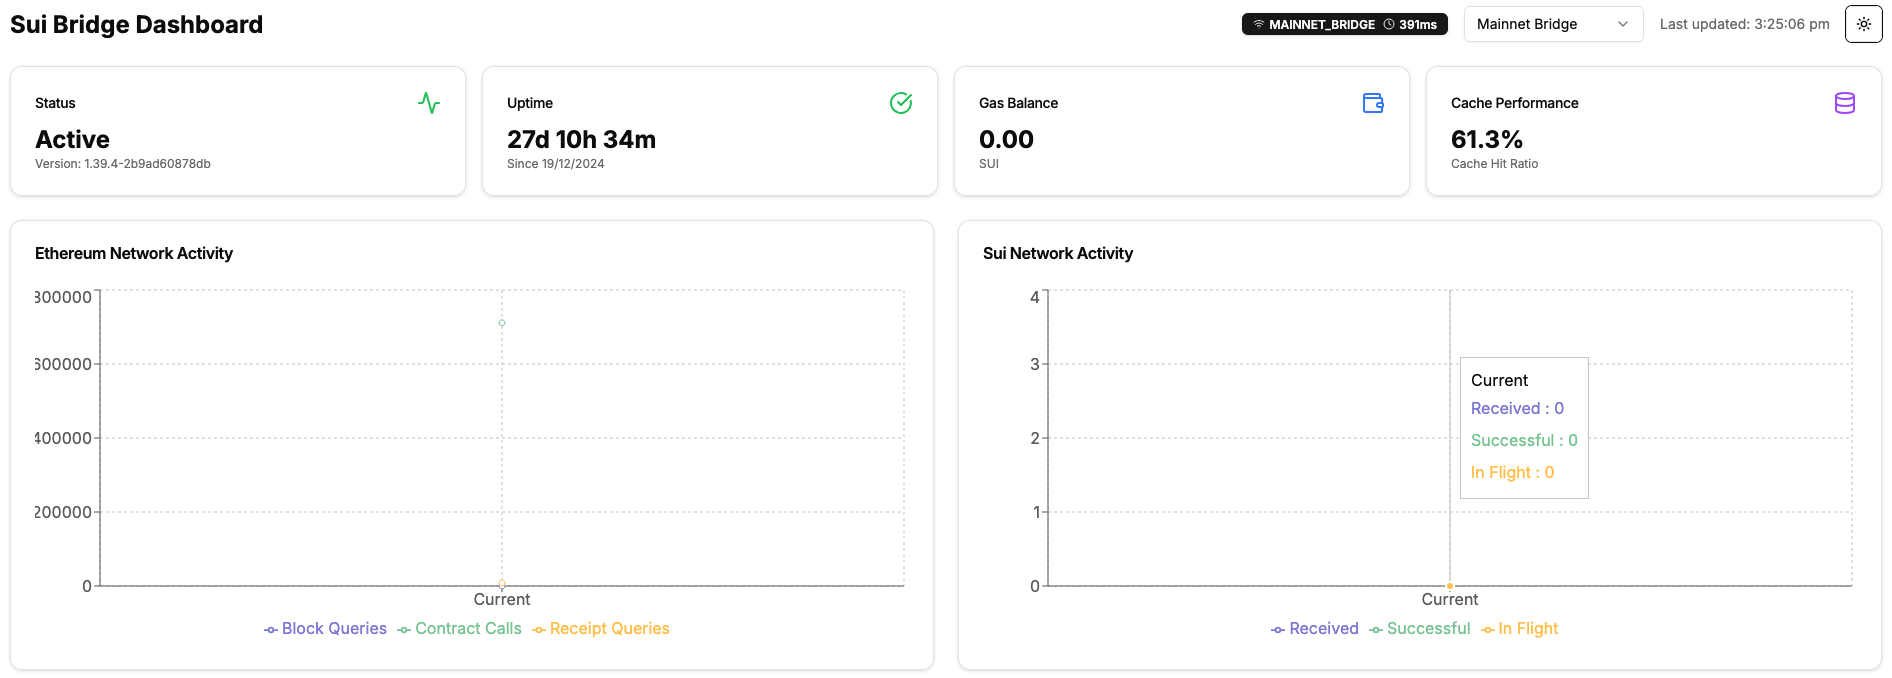 Sui Bridge Dashboard
MAINNET_BRIDGE 391ms
Mainnet Bridge
Last updated: 3:25:06 pm
Status
Active
Version: 1.39.4-2b9ad60878db
Uptime
27d 10h 34m
Since 19/12/2024
Gas Balance
0.00
SUI
Cache Performance
61.3%
Cache Hit Ratio
Ethereum Network Activity
800000
600000
400000
200000
0
Current
Block Queries Contract Calls Receipt Queries
Sui Network Activity
4
3
2
1
0
Current
Received : 0
Successful : 0
In Flight : 0
Current
Received Successful In Flight